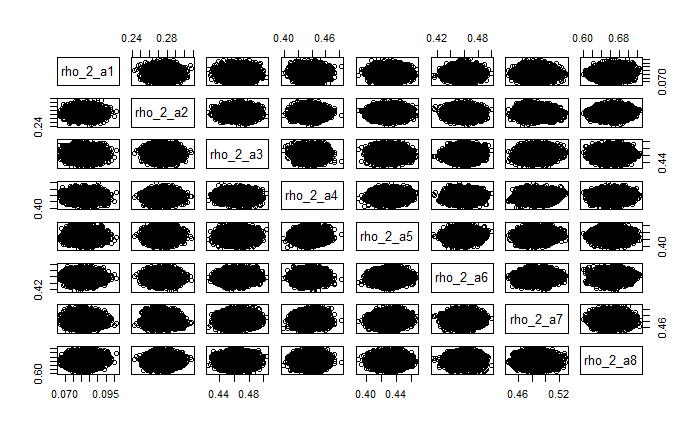 0.24 0.28 0.40 0.46 0.42 0.48 0.60 0.68
rho_2_a1 0.070
0.24 rho_2_a2
rho_2_a3 0.44
0.40 rho_2_a4
rho_2_a5 0.40
0.42 rho_2_a6
rho_2_a7 0.46
0.60 rho_2_a8
0.070 0.095 0.44 0.48 0.40 0.44 0.46 0.52